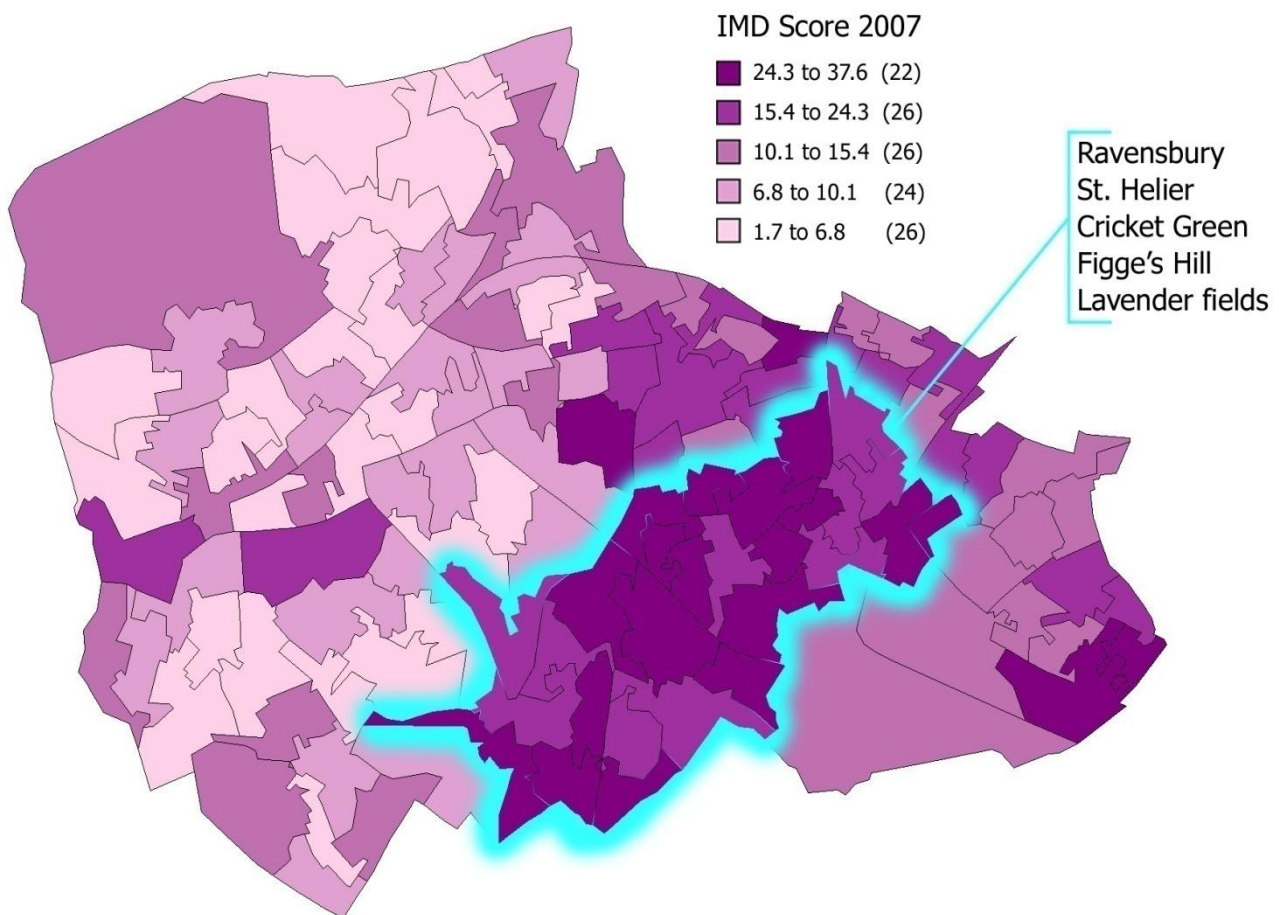 IMD Score 2007
24.3 to 37.6 (22)
15.4 to 24.3 (26)
10.1 to 15.4 (26)
6.8 to 10.1 (24)
1.7 to 6.8 (26)
Ravensbury
St. Helier
Cricket Green
Figge's Hill
Lavender fields